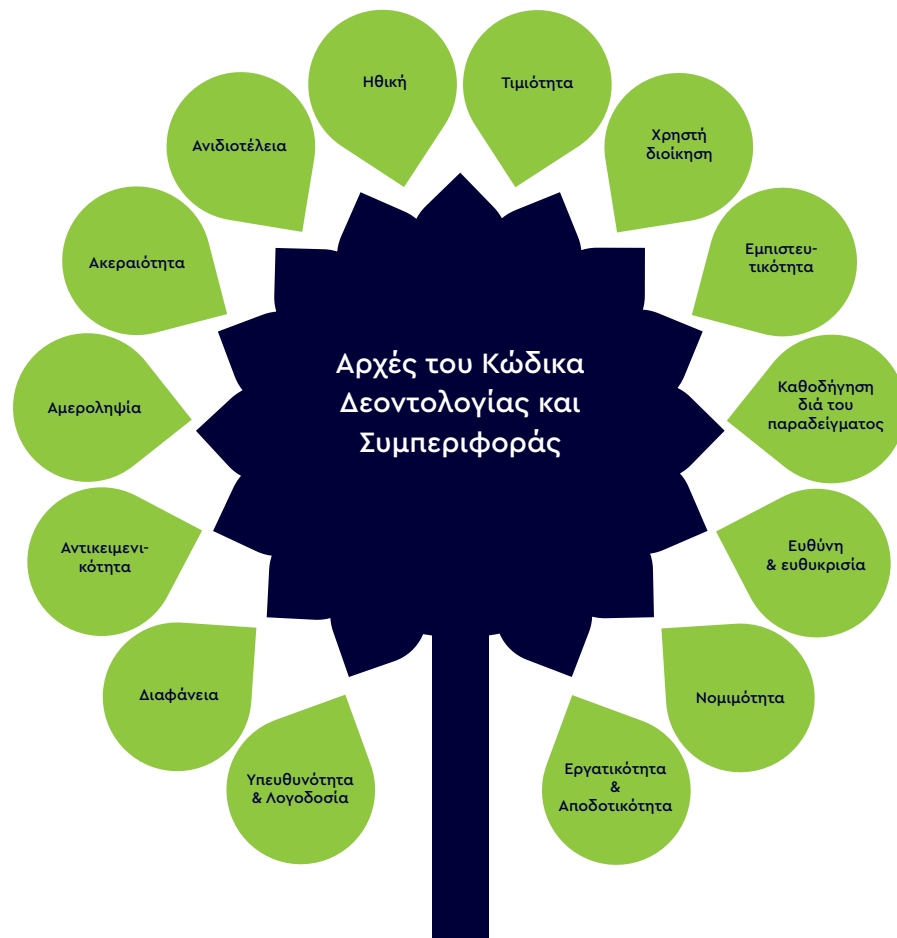 Ηθική
Τιμιότητα
Ανιδιοτέλεια
Χρηστή
διοίκηση
Ακεραιότητα
Εμπιστευ-
τικότητα
Αρχές του Κώδικα
Δεοντολογίας και
Συμπεριφοράς
Αμεροληψία
Καθοδήγηση
διά του
παραδείγματος
Αντικειμενι-
κότητα
Ευθύνη
& ευθυκρισία
Διαφάνεια
Νομιμότητα
Υπευθυνότητα
& Λογοδοσία
Εργατικότητα
&
Αποδοτικότητα